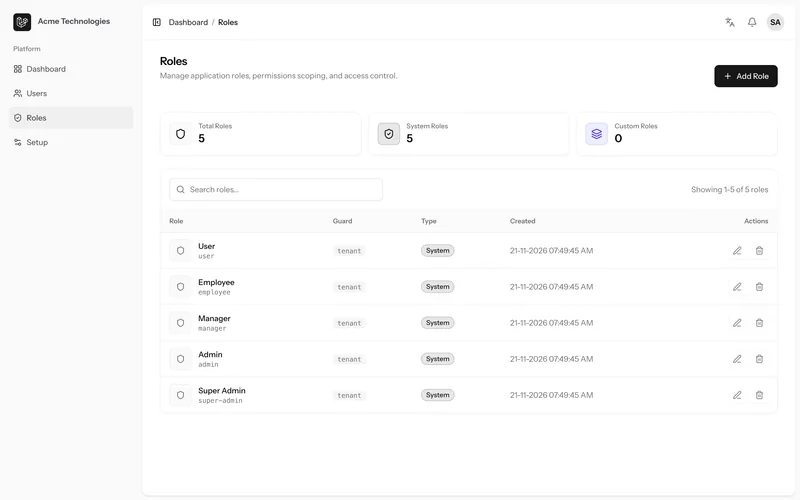 Acme Technologies
Platform
Dashboard
Users
Roles
Setup
Dashboard / Roles
SA
Roles
Manage application roles, permissions scoping, and access control.
Add Role
Total Roles
5
System Roles
5
Custom Roles
0
Search roles...
Showing 1-5 of 5 roles
Role Guard Type Created Actions
User
user
tenant System 21-11-2026 07:49:45 AM
Employee
employee
tenant System 21-11-2026 07:49:45 AM
Manager
manager
tenant System 21-11-2026 07:49:45 AM
Admin
admin
tenant System 21-11-2026 07:49:45 AM
Super Admin
super-admin
tenant System 21-11-2026 07:49:45 AM